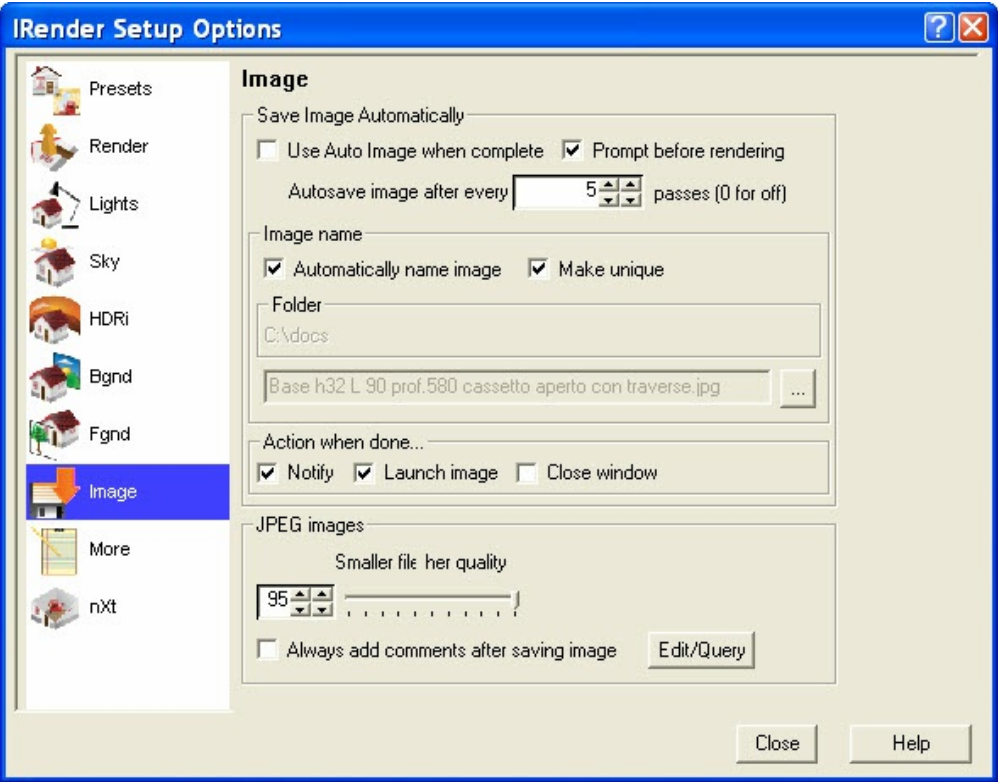 IRender Setup Options
Presets
Render
Lights
Sky
HDRi
Bgnd
Fgnd
Image
More
nXt
Image
Save Image Automatically
Use Auto Image when complete Prompt before rendering
Autosave image after every 5 passes (0 for off)
Image name
Automatically name image Make unique
Folder
C:\docs
Base h32 L 90 prof.580 cassetto aperto con traverse.jpg ...
Action when done...
Notify Launch image Close window
JPEG images
Smaller file her quality
95
Always add comments after saving image Edit/Query
Close Help